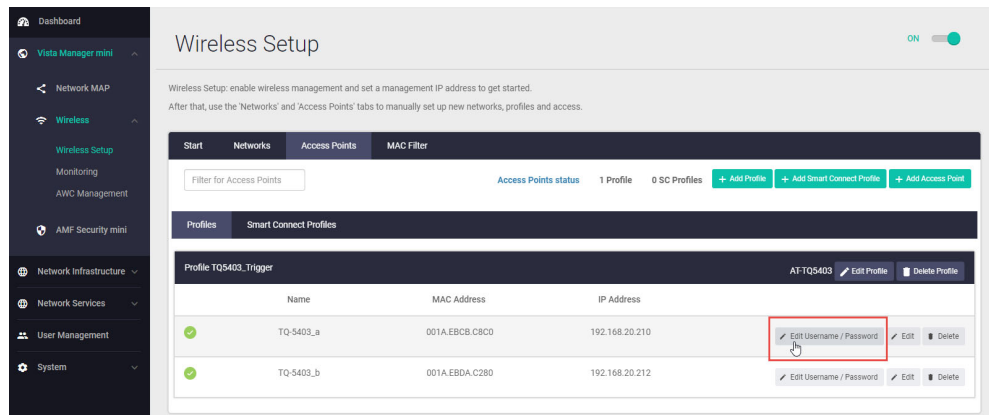 Dashboard
Vista Manager mini
Network MAP
Wireless
Wireless Setup
Monitoring
AWC Management
AMF Security mini
Network Infrastructure
Network Services
User Management
System
Wireless Setup
ON
Wireless Setup: enable wireless management and set a management IP address to get started.
After that, use the 'Networks' and 'Access Points' tabs to manually set up new networks, profiles and access.
Start Networks Access Points MAC Filter
Filter for Access Points Access Points status 1 Profile 0 SC Profiles + Add Profile + Add Smart Connect Profile + Add Access Point
Profiles Smart Connect Profiles
Profile TQ5403_Trigger AT-TQ5403 Edit Profile Delete Profile
Name MAC Address IP Address
TQ-5403_a 001A.EBCB.C8C0 192.168.20.210 Edit Username / Password Edit Delete
TQ-5403_b 001A.EBDA.C280 192.168.20.212 Edit Username / Password Edit Delete